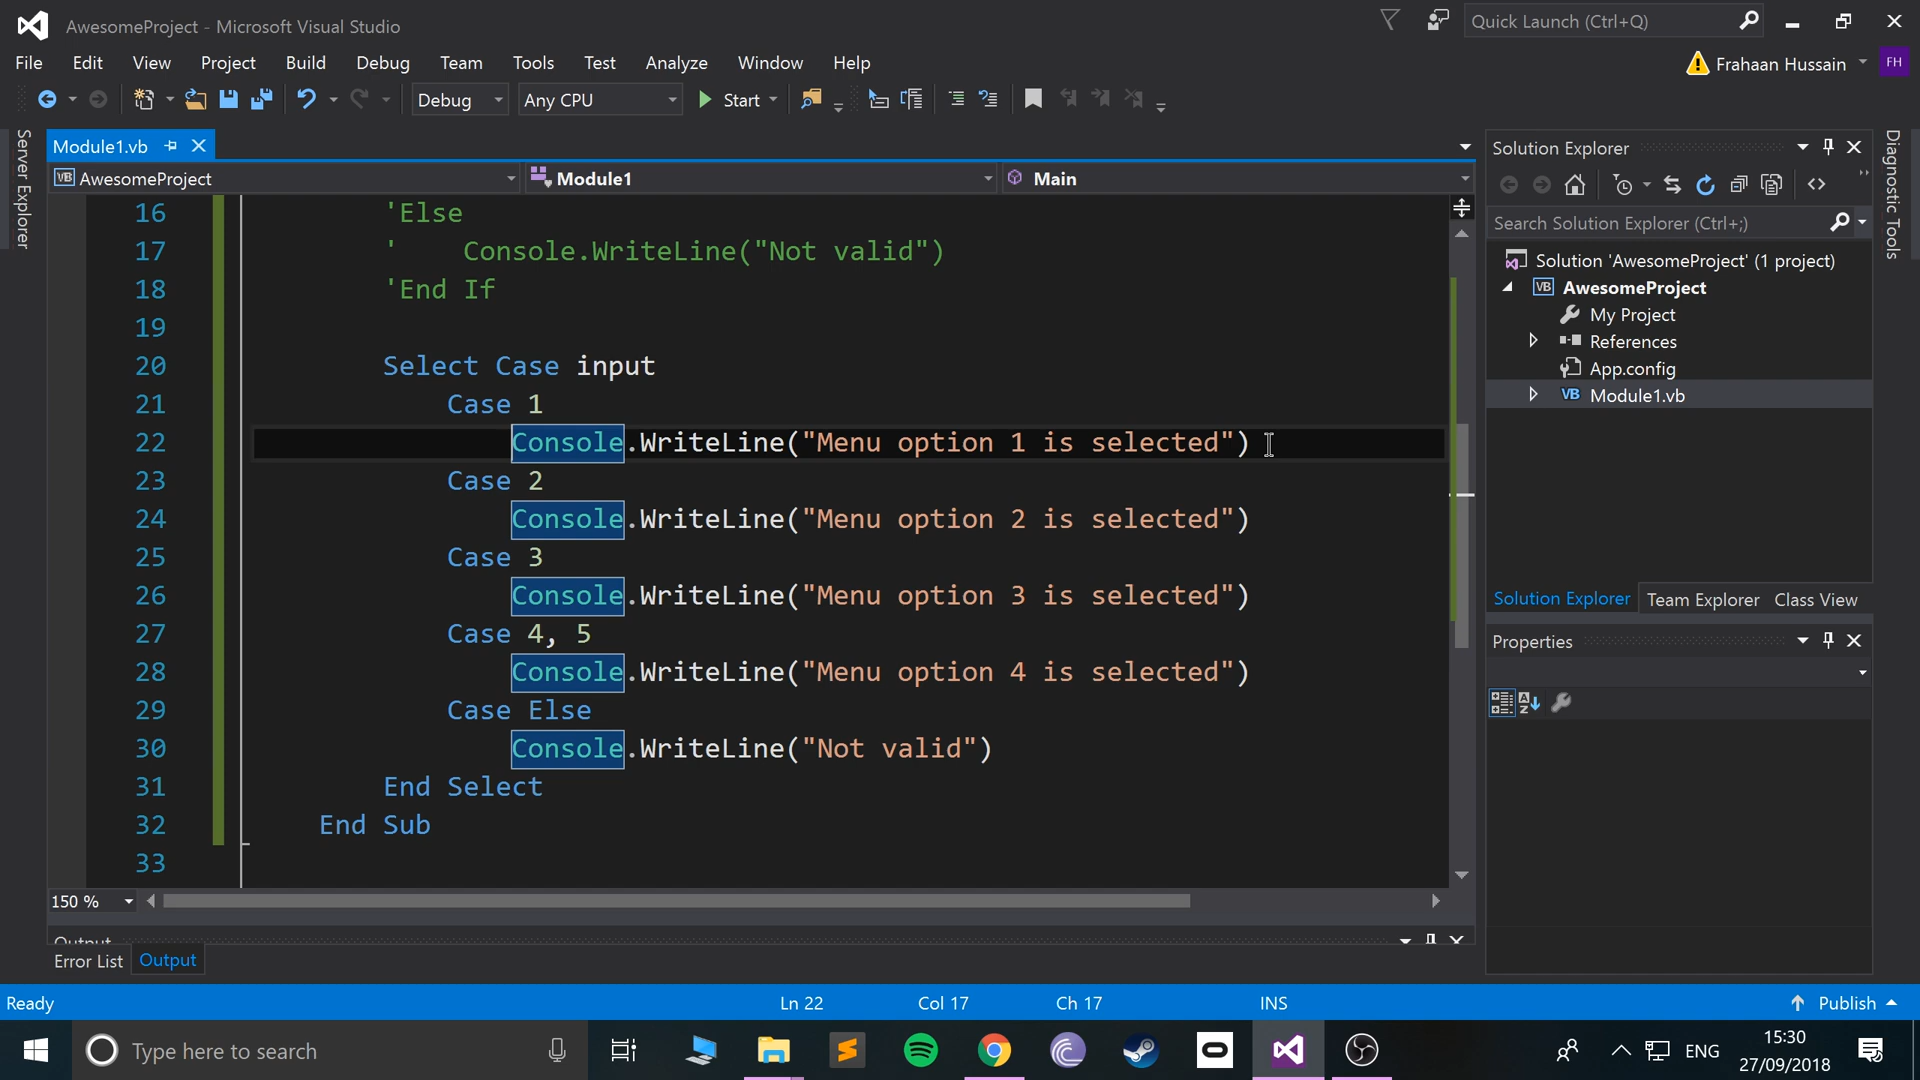 AwesomeProject - Microsoft Visual Studio
Quick Launch (Ctrl+Q)
File Edit View Project Build Debug Team Tools Test Analyze Window Help
Frahaan Hussain FH
Debug Any CPU Start
Server Explorer
Module1.vb
AwesomeProject Module1 Main
16 'Else
17 ' Console.WriteLine("Not valid")
18 'End If
19
20 Select Case input
21 Case 1
22 Console.WriteLine("Menu option 1 is selected")
23 Case 2
24 Console.WriteLine("Menu option 2 is selected")
25 Case 3
26 Console.WriteLine("Menu option 3 is selected")
27 Case 4, 5
28 Console.WriteLine("Menu option 4 is selected")
29 Case Else
30 Console.WriteLine("Not valid")
31 End Select
32 End Sub
33
150 %
Output
Error List Output
Solution Explorer
Search Solution Explorer (Ctrl+;)
Solution 'AwesomeProject' (1 project)
VB AwesomeProject
My Project
References
App.config
VB Module1.vb
Solution Explorer Team Explorer Class View
Properties
Diagnostic Tools
Ready Ln 22 Col 17 Ch 17 INS Publish
Type here to search
ENG
15:30
27/09/2018